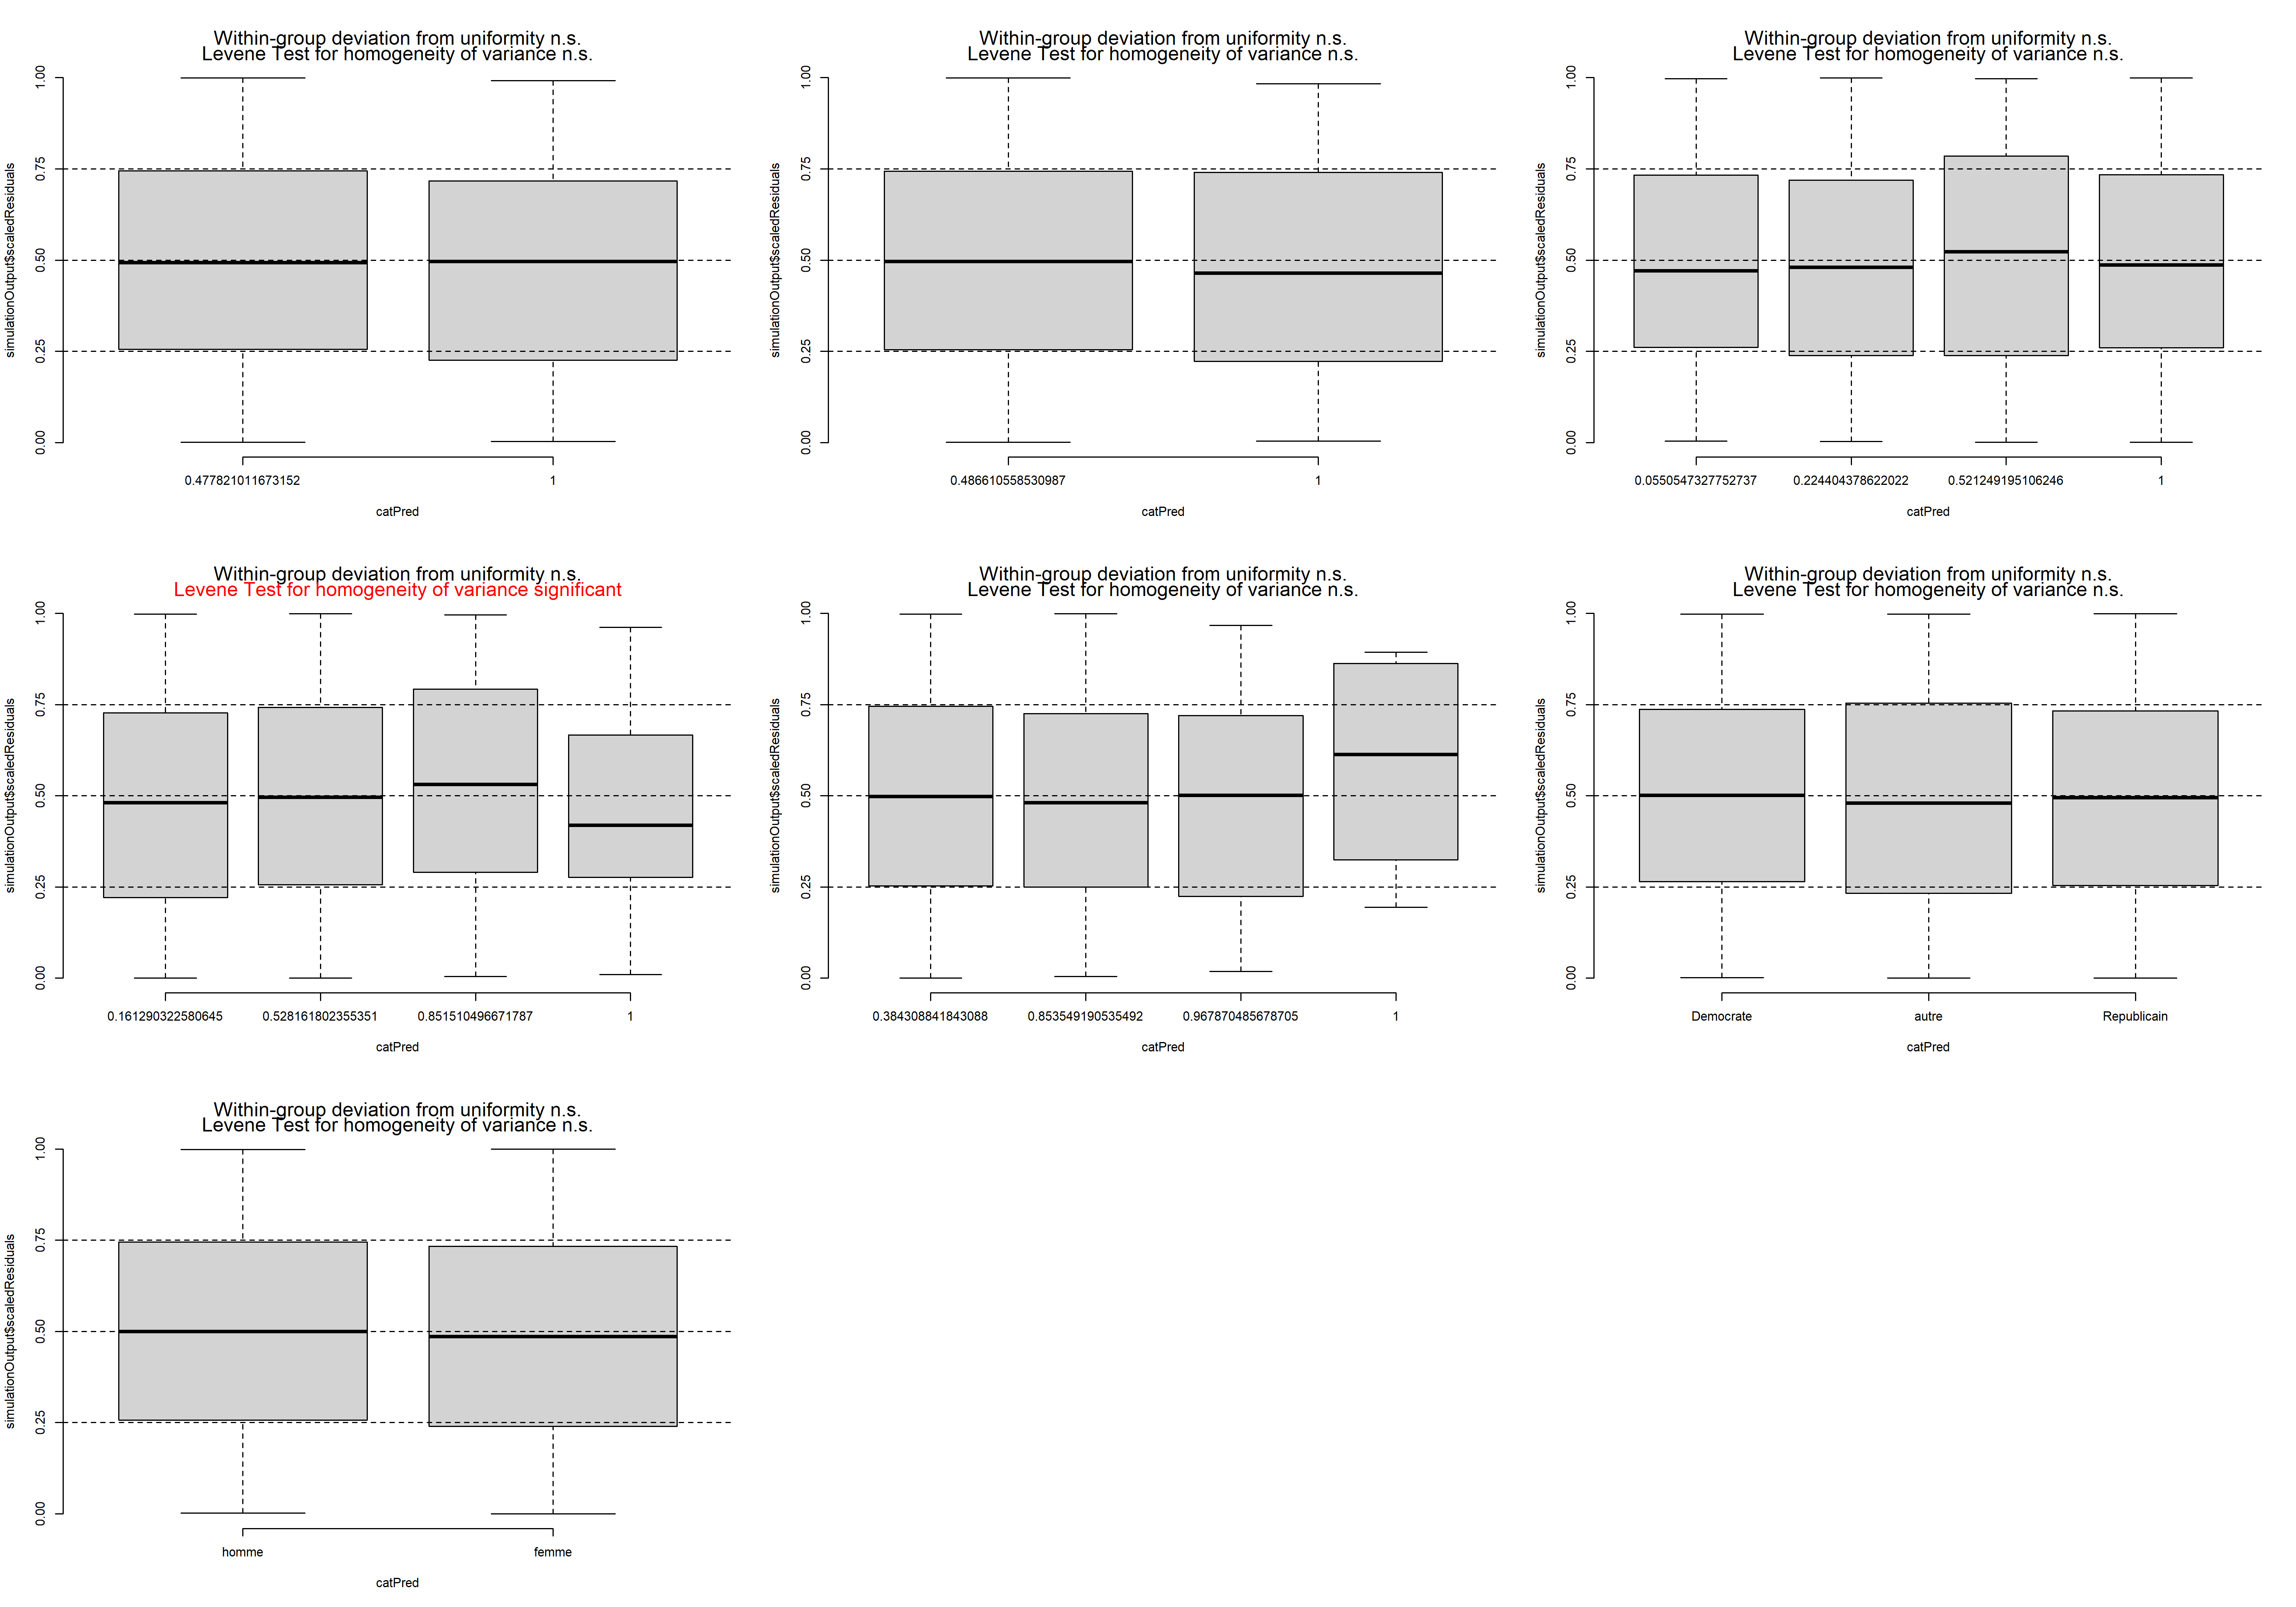 Within-group deviation from uniformity n.s.
Levene Test for homogeneity of variance n.s.
simulationOutput$scaledResiduals
1.00
0.75
0.50
0.25
0.00
0.477821011673152 1
catPred
Within-group deviation from uniformity n.s.
Levene Test for homogeneity of variance n.s.
simulationOutput$scaledResiduals
1.00
0.75
0.50
0.25
0.00
0.486610558530987 1
catPred
Within-group deviation from uniformity n.s.
Levene Test for homogeneity of variance n.s.
simulationOutput$scaledResiduals
1.00
0.75
0.50
0.25
0.00
0.0550547327752737 0.224404378622022 0.521249195106246 1
catPred
Within-group deviation from uniformity n.s.
Levene Test for homogeneity of variance significant
simulationOutput$scaledResiduals
1.00
0.75
0.50
0.25
0.00
0.161290322580645 0.528161802355351 0.851510496671787 1
catPred
Within-group deviation from uniformity n.s.
Levene Test for homogeneity of variance n.s.
simulationOutput$scaledResiduals
1.00
0.75
0.50
0.25
0.00
0.384308841843088 0.853549190535492 0.967870485678705 1
catPred
Within-group deviation from uniformity n.s.
Levene Test for homogeneity of variance n.s.
simulationOutput$scaledResiduals
1.00
0.75
0.50
0.25
0.00
Democrate autre Republicain
catPred
Within-group deviation from uniformity n.s.
Levene Test for homogeneity of variance n.s.
simulationOutput$scaledResiduals
1.00
0.75
0.50
0.25
0.00
homme femme
catPred